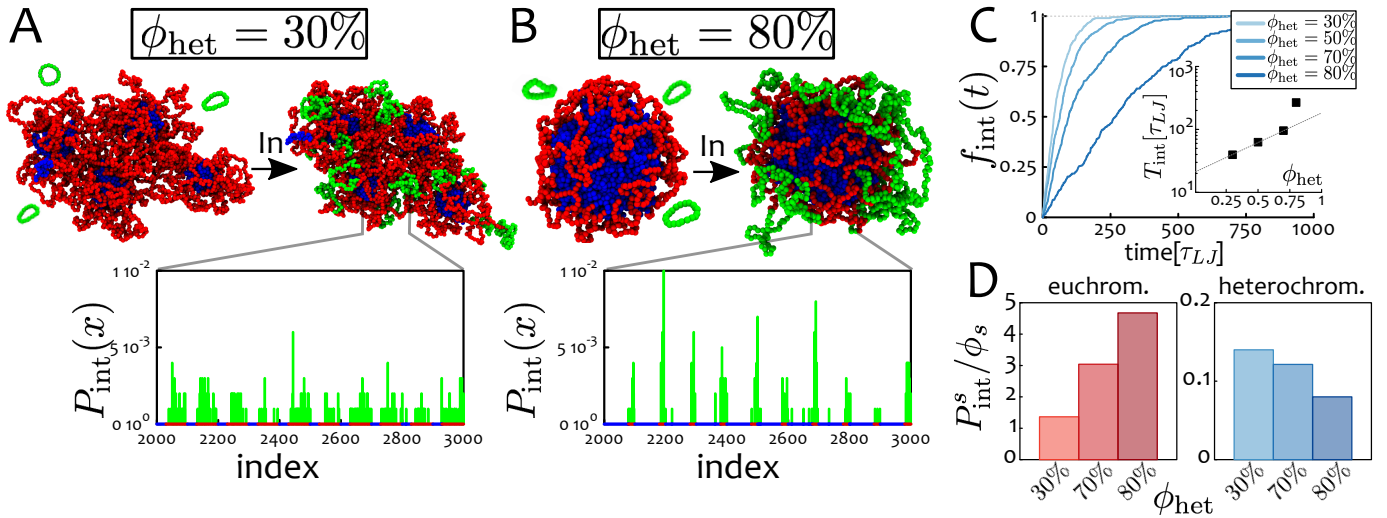 A
ϕhet = 30%
In
1 10⁻²
5 10⁻³
0 10⁰
Pint(x)
2000 2200 2400 2600 2800 3000
index
B
ϕhet = 80%
In
1 10⁻²
5 10⁻³
0 10⁰
Pint(x)
2000 2200 2400 2600 2800 3000
index
C
fint(t)
1
0.75
0.5
0.25
0
0 250 500 750 1000
time[τLJ]
ϕhet = 30%
ϕhet = 50%
ϕhet = 70%
ϕhet = 80%
Tint[τLJ]
10³
10²
10¹
ϕhet
0.25 0.5 0.75 1
D
euchrom.
heterochrom.
Pˢint/ϕs
5
4
3
2
1
0
30% 70% 80%
0.2
0.1
0
30% 70% 80%
ϕhet